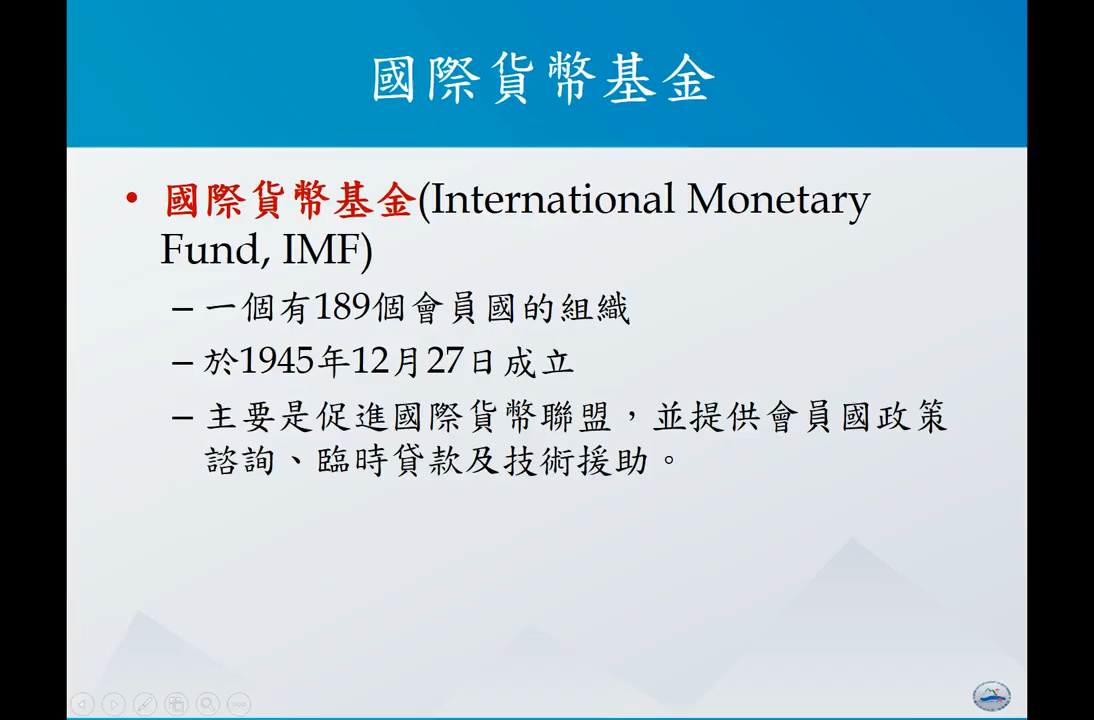 國際貨幣基金
• 國際貨幣基金(International Monetary
Fund, IMF)
– 一個有189個會員國的組織
– 於1945年12月27日成立
– 主要是促進國際貨幣聯盟，並提供會員國政策
諮詢、臨時貸款及技術援助。